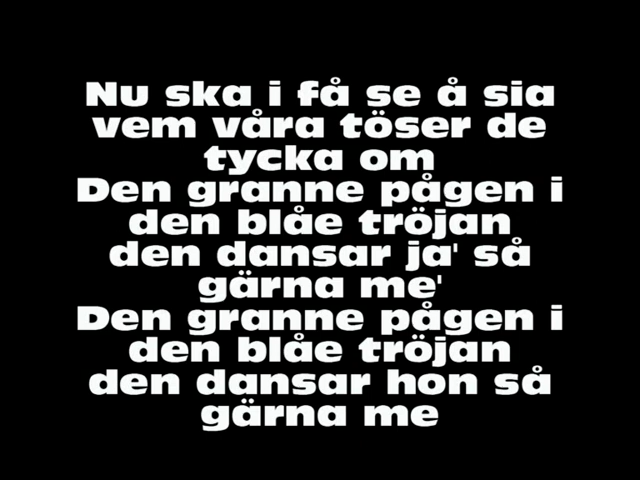 Nu ska i få se å sia
vem våra töser de
tycka om
Den granne pågen i
den blåe tröjan
den dansar ja' så
gärna me'
Den granne pågen i
den blåe tröjan
den dansar hon så
gärna me